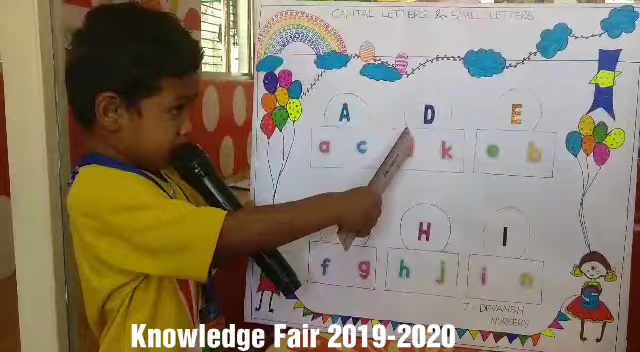 CAPITAL LETTERS & SMALL LETTERS
A D E
a c k e b
H I
f g h j i n
J. DEVANSH
NURSERY
Knowledge Fair 2019-2020